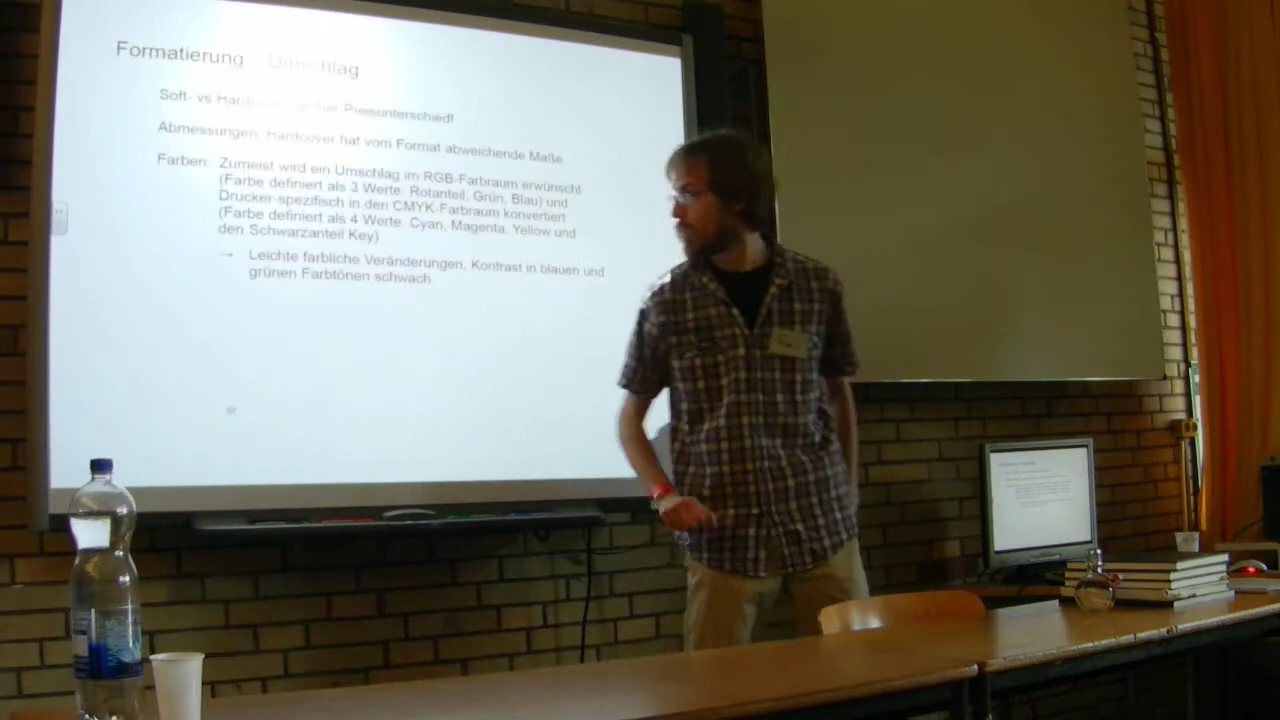 Formatierung - Umschlag
Soft- vs Hardcover: Preisunterschied!
Abmessungen: Hardcover hat vom Format abweichende Maße.
Farben: Zumeist wird ein Umschlag im RGB-Farbraum erwünscht
(Farbe definiert als 3 Werte: Rotanteil, Grün, Blau) und
Drucker-spezifisch in den CMYK-Farbraum konvertiert
(Farbe definiert als 4 Werte: Cyan, Magenta, Yellow und
den Schwarzanteil Key)
→ Leichte farbliche Veränderungen, Kontrast in blauen und
grünen Farbtönen schwach